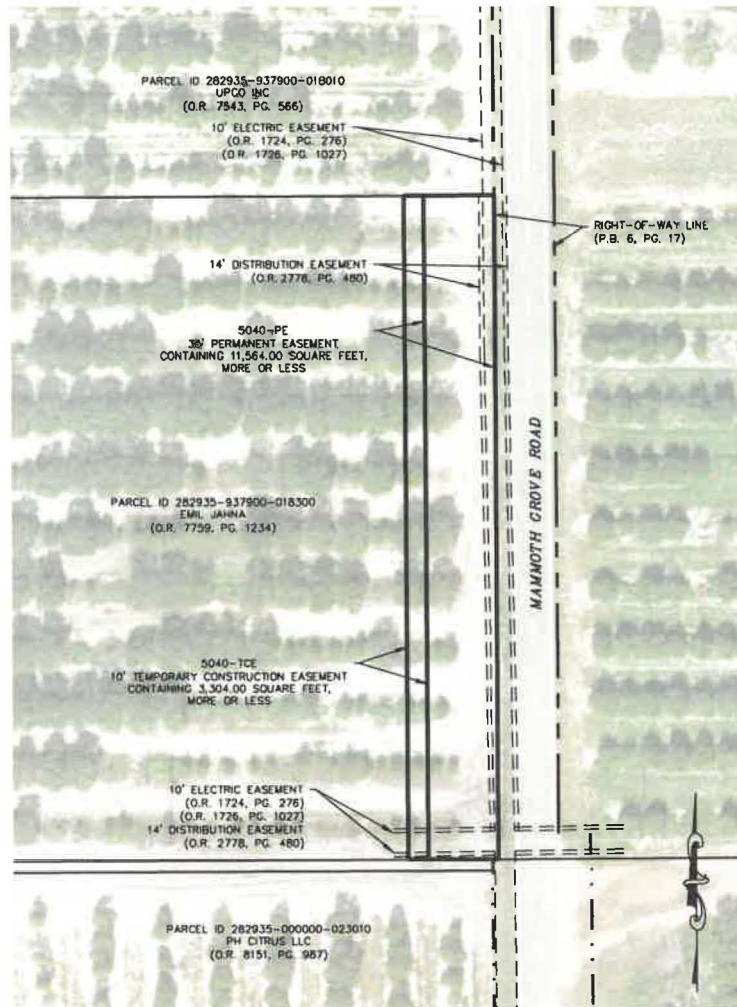 PARCEL ID 282935-937900-018010
UPCO INC
(O.R. 7543, PG. 566)
10' ELECTRIC EASEMENT
(O.R. 1724, PG. 276)
(O.R. 1726, PG. 1027)
RIGHT-OF-WAY LINE
(P.B. 6, PG. 17)
14' DISTRIBUTION EASEMENT
(O.R. 2778, PG. 480)
5040-PE
PERMANENT EASEMENT
CONTAINING 11,564.00 SQUARE FEET,
MORE OR LESS
MAMMOTH GROVE ROAD
PARCEL ID 282935-937900-018300
EMIL JAHNA
(O.R. 7759, PG. 1234)
5040-TCE
10' TEMPORARY CONSTRUCTION EASEMENT
CONTAINING 3,304.00 SQUARE FEET,
MORE OR LESS
10' ELECTRIC EASEMENT
(O.R. 1724, PG. 276)
(O.R. 1726, PG. 1027)
14' DISTRIBUTION EASEMENT
(O.R. 2778, PG. 480)
PARCEL ID 282935-000000-023010
PH CITRUS LLC
(O.R. 8151, PG. 987)